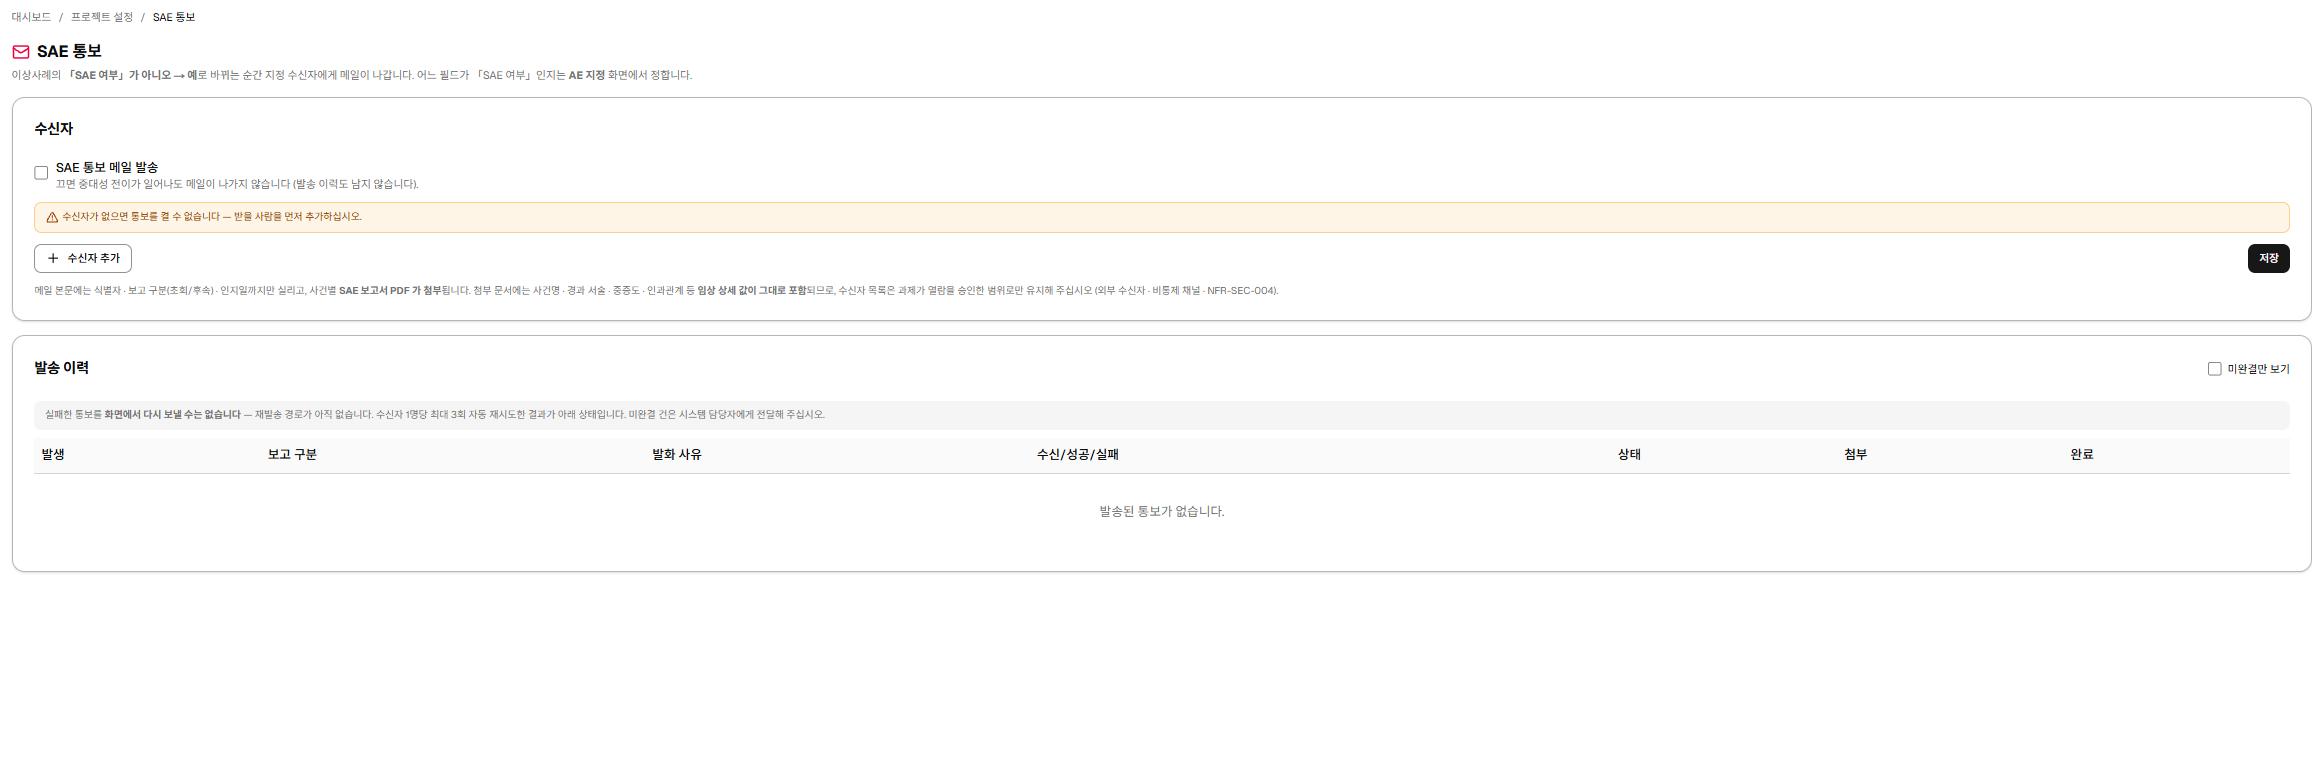 대시보드 / 프로젝트 설정 / SAE 통보
SAE 통보
이상사례의 「SAE 여부」가 아니오 → 예로 바뀌는 순간 지정 수신자에게 메일이 나갑니다. 어느 필드가 「SAE 여부」인지는 AE 지정 화면에서 정합니다.
수신자
SAE 통보 메일 발송
끄면 중대성 전이가 일어나도 메일이 나가지 않습니다 (발송 이력도 남지 않습니다).
수신자가 없으면 통보를 켤 수 없습니다 — 받을 사람을 먼저 추가하십시오.
수신자 추가
저장
메일 본문에는 식별자 · 보고 구분(초회/후속) · 인지일까지만 실리고, 사건별 SAE 보고서 PDF 가 첨부됩니다. 첨부 문서에는 사건명 · 경과 서술 · 중증도 · 인과관계 등 임상 상세 값이 그대로 포함되므로, 수신자 목록은 과제가 열람을 승인한 범위로만 유지해 주십시오 (외부 수신자 · 비통제 채널 · NFR-SEC-004).
발송 이력
미완결만 보기
실패한 통보를 화면에서 다시 보낼 수는 없습니다 — 재발송 경로가 아직 없습니다. 수신자 1명당 최대 3회 자동 재시도한 결과가 아래 상태입니다. 미완결 건은 시스템 담당자에게 전달해 주십시오.
발생 보고 구분 발화 사유 수신/성공/실패 상태 첨부 완료
발송된 통보가 없습니다.